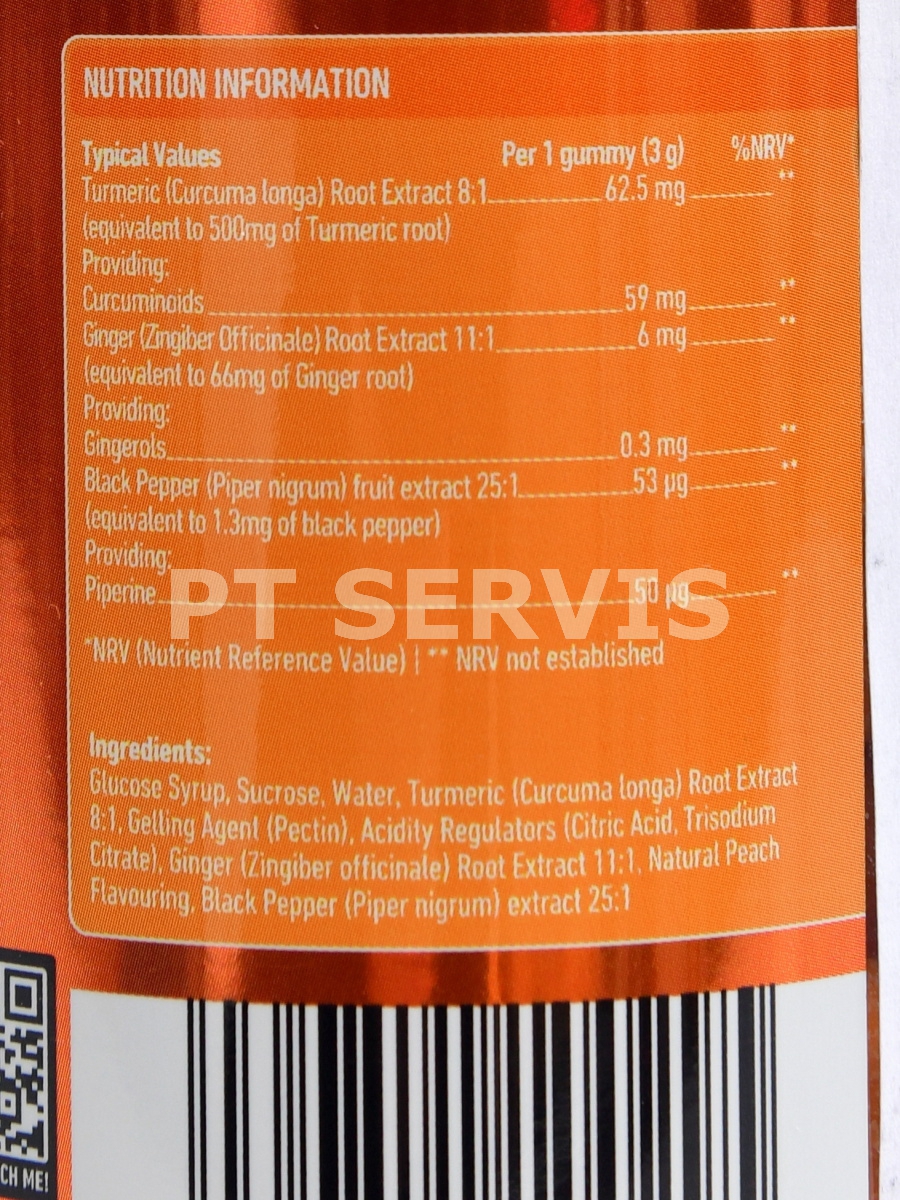 NUTRITION INFORMATION
Typical Values Per 1 gummy (3 g) %NRV*
Turmeric (Curcuma longa) Root Extract 8:1 62.5 mg **
(equivalent to 500mg of Turmeric root)
Providing:
Curcuminoids 59 mg **
Ginger (Zingiber Officinale) Root Extract 11:1 6 mg **
(equivalent to 66mg of Ginger root)
Providing:
Gingerols 0.3 mg **
Black Pepper (Piper nigrum) fruit extract 25:1 53 µg **
(equivalent to 1.3mg of black pepper)
Providing:
Piperine 50 µg **
PT SERVIS
*NRV (Nutrient Reference Value) | ** NRV not established
Ingredients:
Glucose Syrup, Sucrose, Water, Turmeric (Curcuma longa) Root Extract
8:1, Gelling Agent (Pectin), Acidity Regulators (Citric Acid, Trisodium
Citrate), Ginger (Zingiber officinale) Root Extract 11:1, Natural Peach
Flavouring, Black Pepper (Piper nigrum) extract 25:1
CH ME!